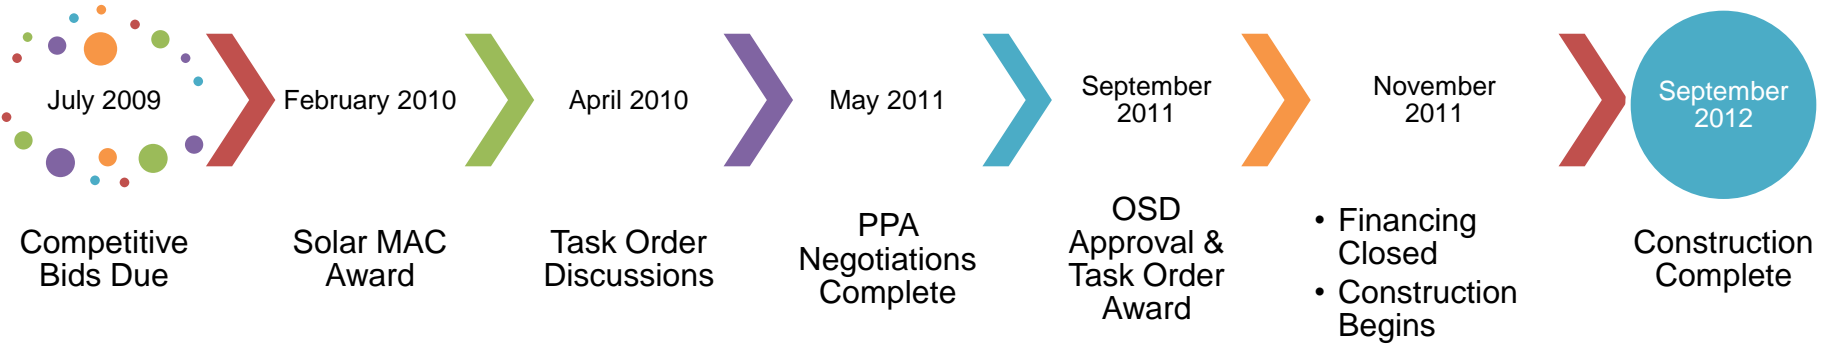 July 2009
February 2010
April 2010
May 2011
September
2011
November
2011
September
2012
Competitive
Bids Due
Solar MAC
Award
Task Order
Discussions
PPA
Negotiations
Complete
OSD
Approval &
Task Order
Award
• Financing
Closed
• Construction
Begins
Construction
Complete